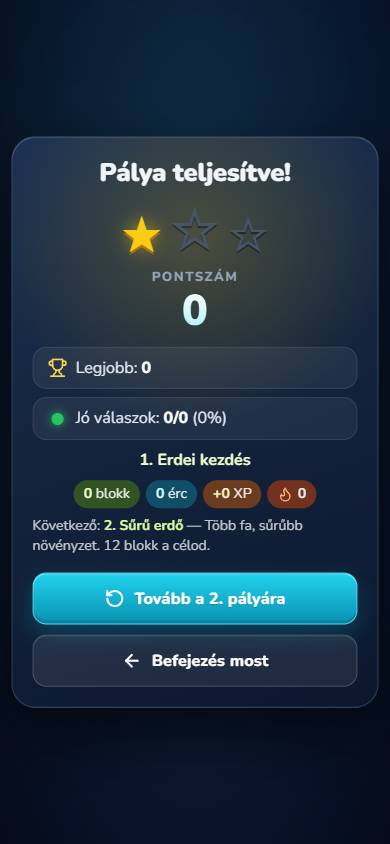 Pálya teljesítve!
PONTSZÁM
0
Legjobb: 0
Jó válaszok: 0/0 (0%)
1. Erdei kezdés
0 blokk 0 érc +0 XP 0
Következő: 2. Sűrű erdő — Több fa, sűrűbb
növényzet. 12 blokk a célod.
Tovább a 2. pályára
Befejezés most